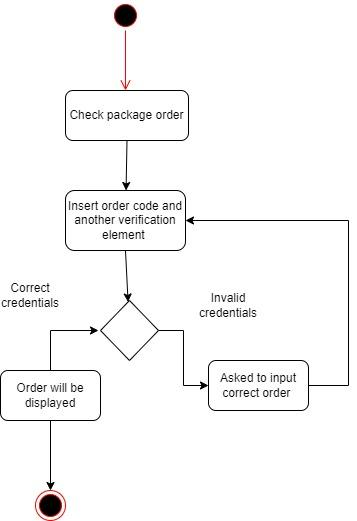 Check package order
Insert order code and
another verification
element
Correct
credentials
Invalid
credentials
Order will be
displayed
Asked to input
correct order